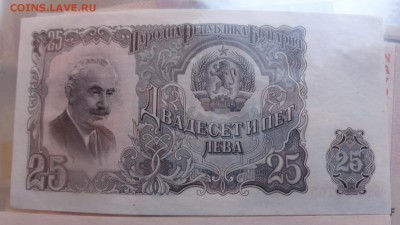 COINS.LAVE.RU
25 НАРОДНА РЕПУБЛИКА БЪЛГАРИЯ
ДВАДЕСЕТ И ПЕТ
ЛЕВА
25 25 25